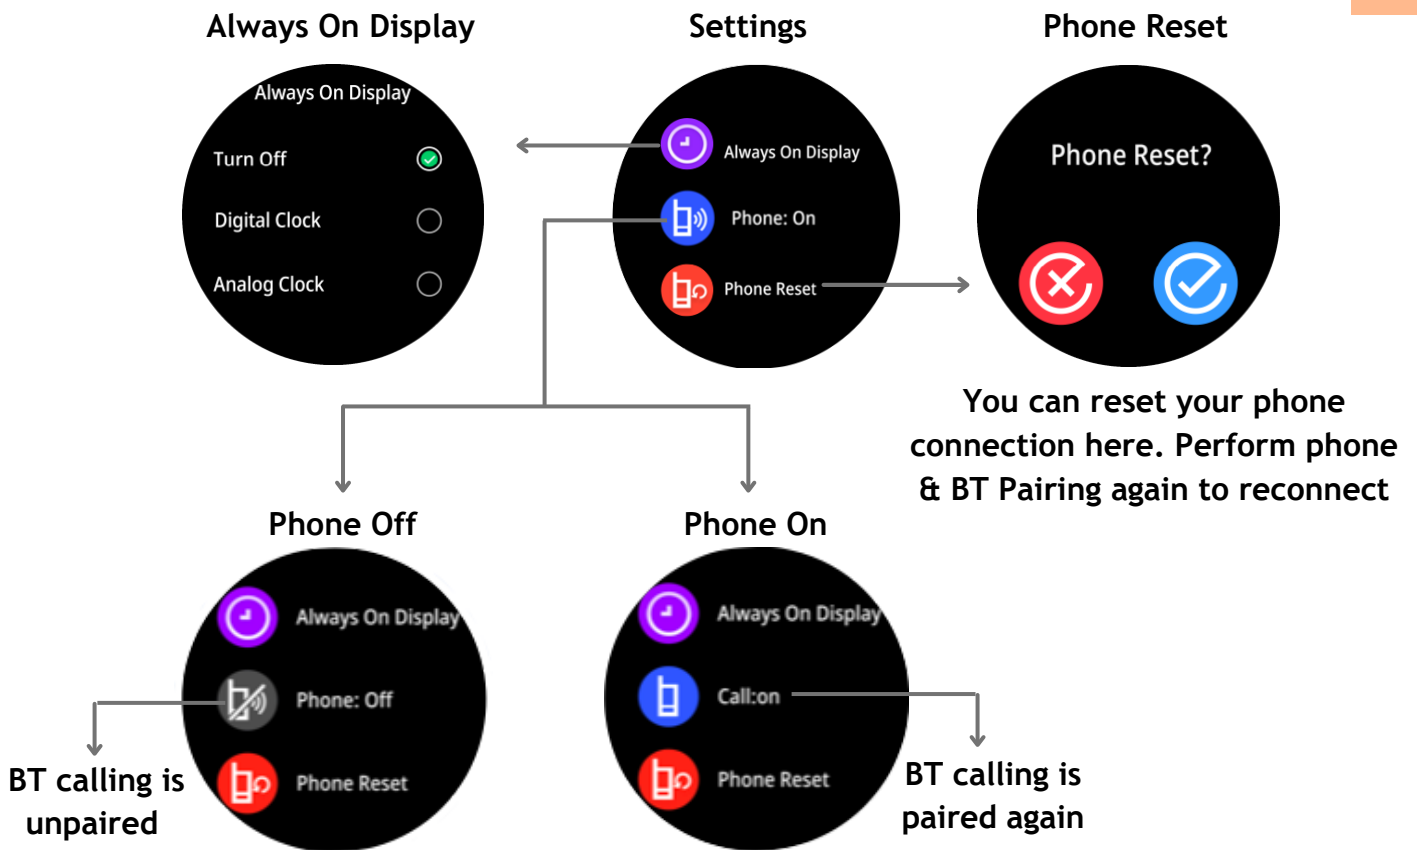 Always On Display
Settings
Phone Reset
Always On Display
Turn Off
Digital Clock
Analog Clock
Always On Display
Phone: On
Phone Reset
Phone Reset?
You can reset your phone
connection here. Perform phone
& BT Pairing again to reconnect
Phone Off
Phone On
Always On Display
Phone: Off
Phone Reset
BT calling is
unpaired
Always On Display
Call:on
Phone Reset
BT calling is
paired again